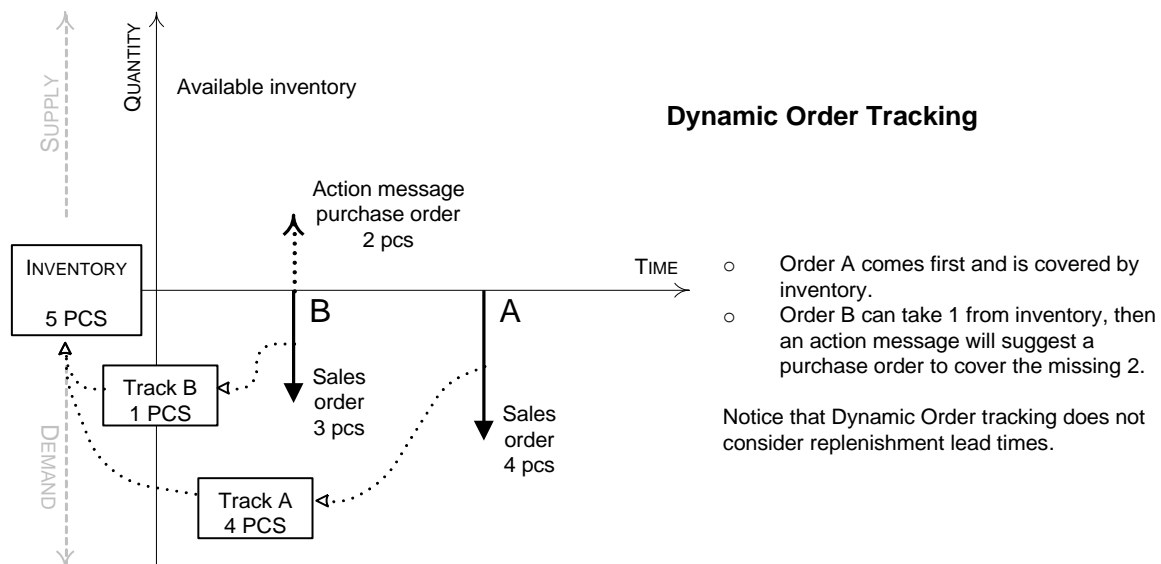 SUPPLY
QUANTITY
Available inventory
Dynamic Order Tracking
Action message
purchase order
2 pcs
INVENTORY
5 PCS
TIME
B
A
Track B
1 PCS
Sales
order
3 pcs
Sales
order
4 pcs
DEMAND
Track A
4 PCS
o Order A comes first and is covered by
inventory.
o Order B can take 1 from inventory, then
an action message will suggest a
purchase order to cover the missing 2.
Notice that Dynamic Order tracking does not
consider replenishment lead times.